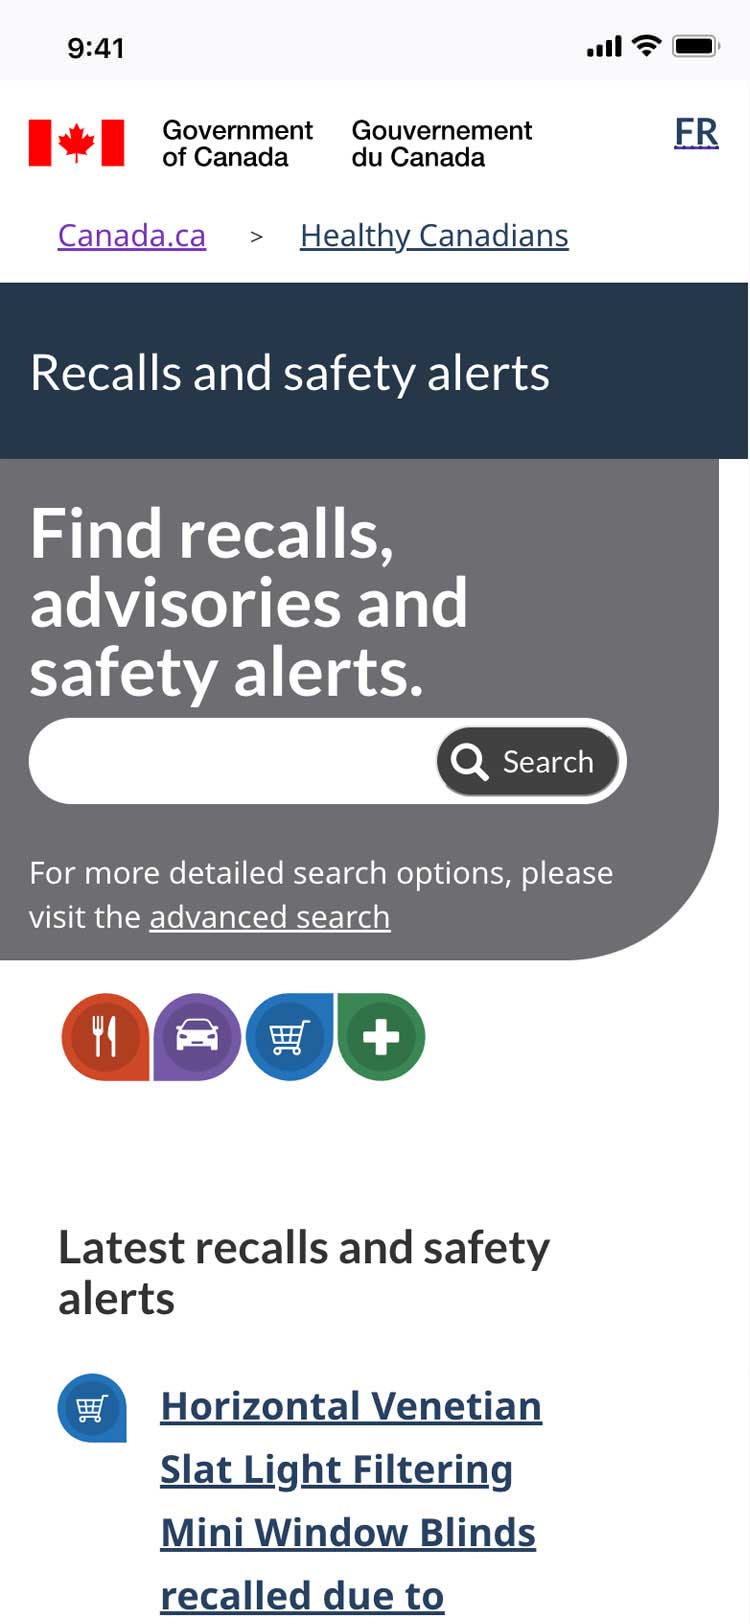 9:41
Government Gouvernement FR
of Canada du Canada
Canada.ca > Healthy Canadians
Recalls and safety alerts
Find recalls,
advisories and
safety alerts.
Search
For more detailed search options, please
visit the advanced search
Latest recalls and safety
alerts
Horizontal Venetian
Slat Light Filtering
Mini Window Blinds
recalled due to